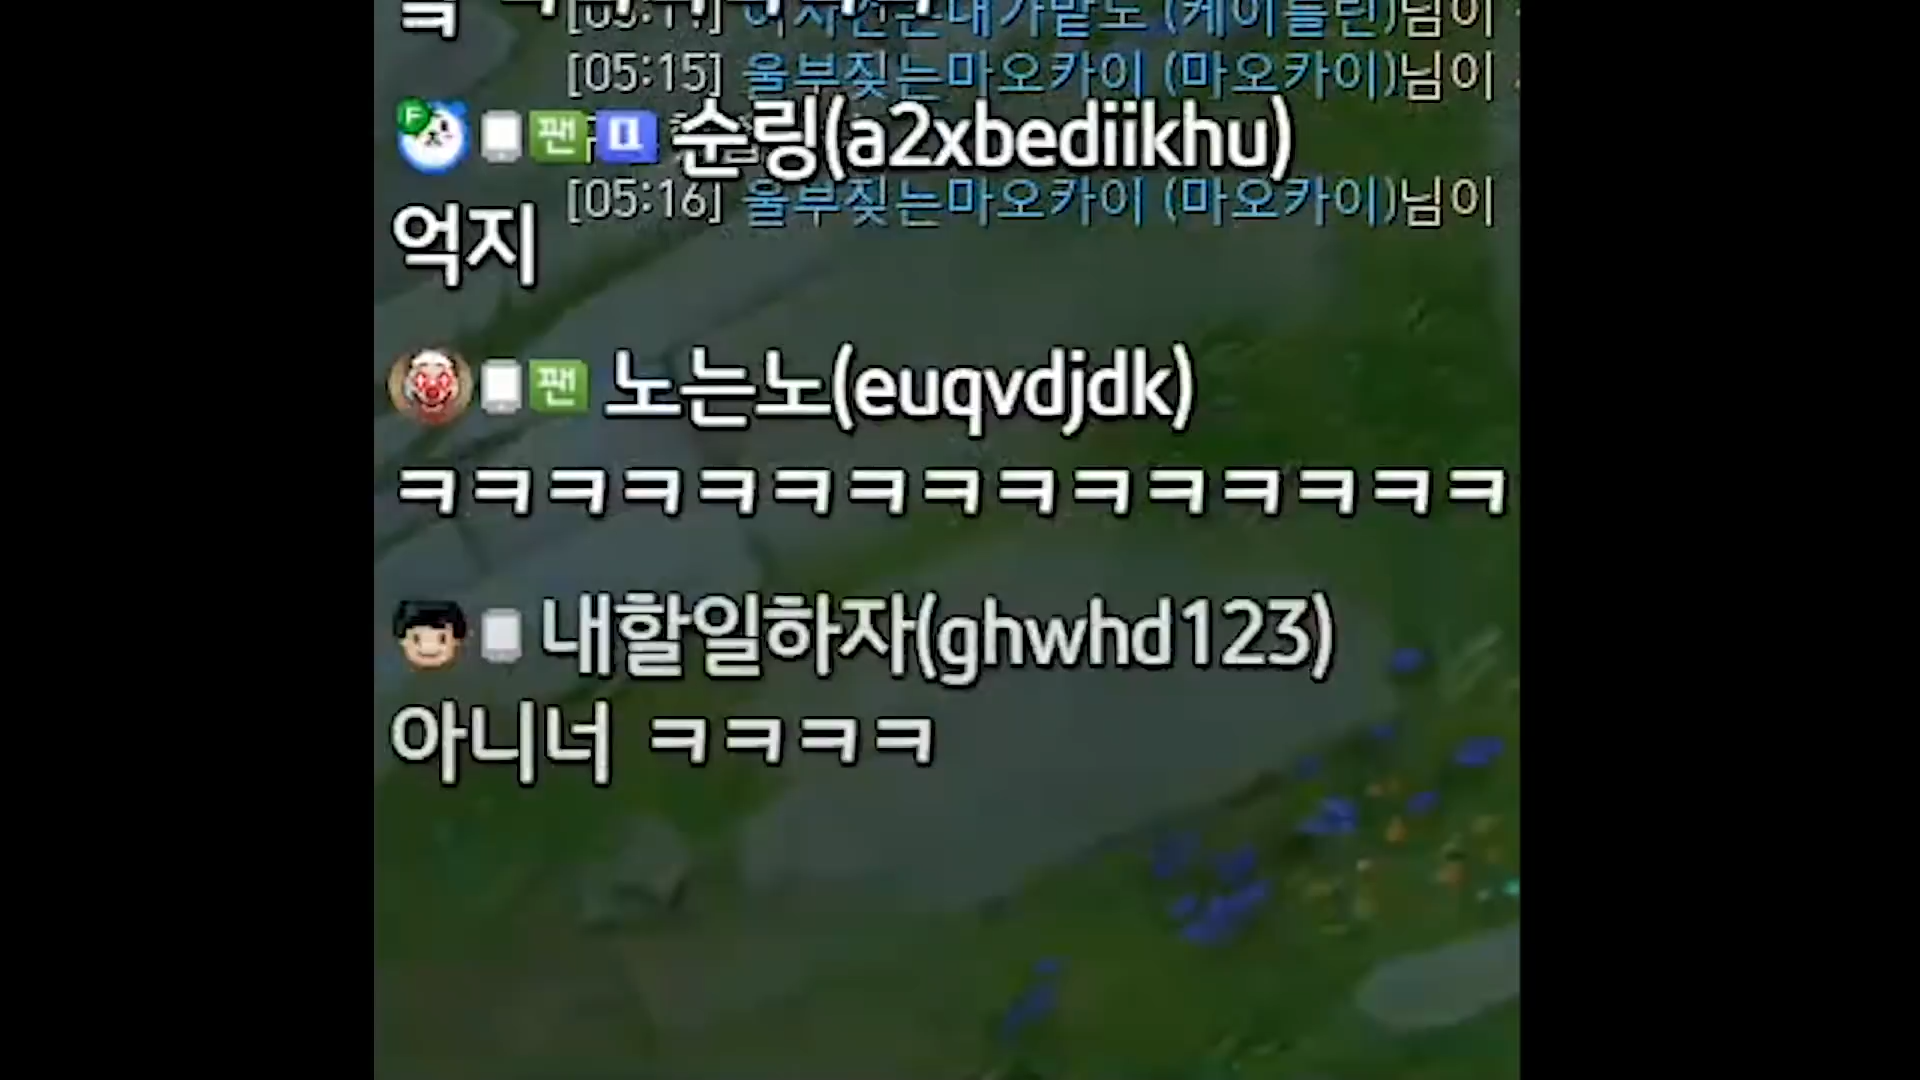 [05:15] 울부짖는마오카이 (마오카이)님이
팬 순링(a2xbediikhu)
[05:16] 울부짖는마오카이 (마오카이)님이
억지
팬 노는노(euqvdjdk)
ㅋㅋㅋㅋㅋㅋㅋㅋㅋㅋㅋㅋㅋㅋㅋ
내할일하자(ghwhd123)
아니너 ㅋㅋㅋㅋ